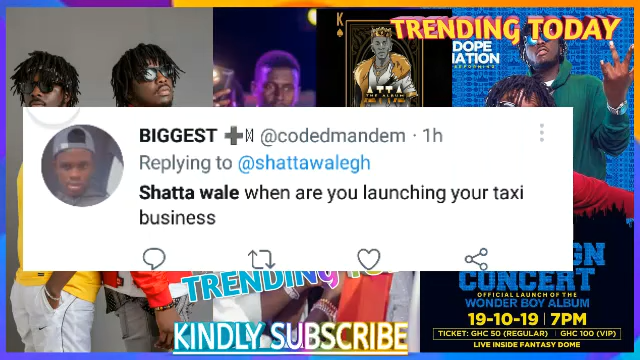 TRENDING TODAY
K
DOPE
NATION
THE ALBUM
BIGGEST @codedmandem · 1h
Replying to @shattawalegh
Shatta wale when are you launching your taxi
business
TRENDING
CONCERT
OFFICIAL LAUNCH OF THE
WONDER BOY ALBUM
19-10-19 | 7PM
TICKET: GHC 50 (REGULAR) | GHC 100 (VIP)
LIVE INSIDE FANTASY DOME
KINDLY SUBSCRIBE